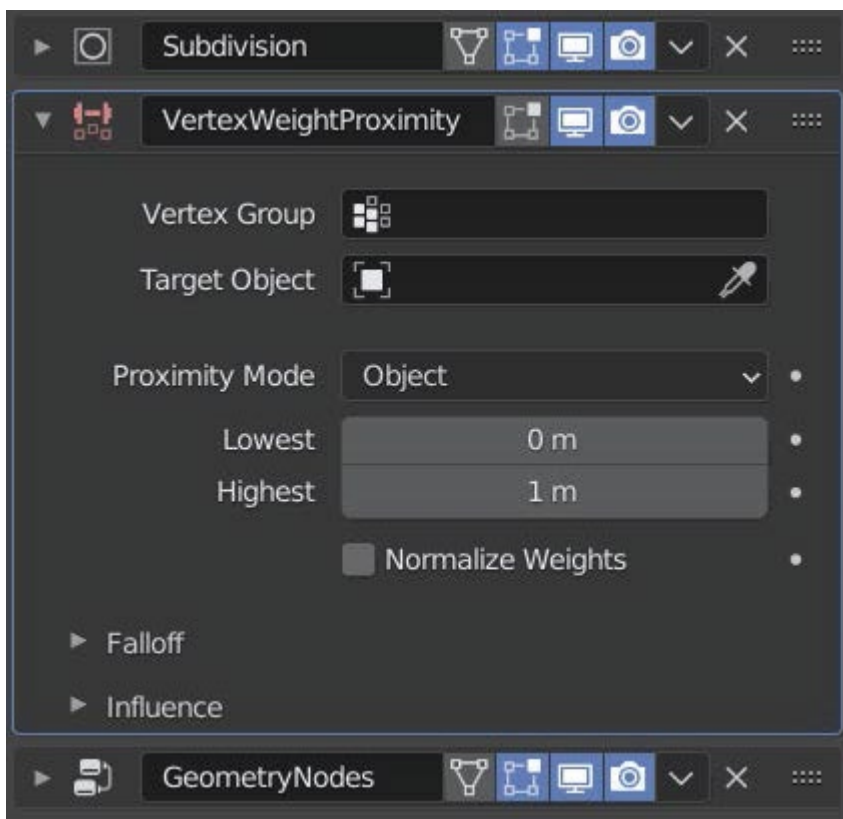 Subdivision
VertexWeightProximity
Vertex Group
Target Object
Proximity Mode Object
Lowest 0 m
Highest 1 m
Normalize Weights
Falloff
Influence
GeometryNodes